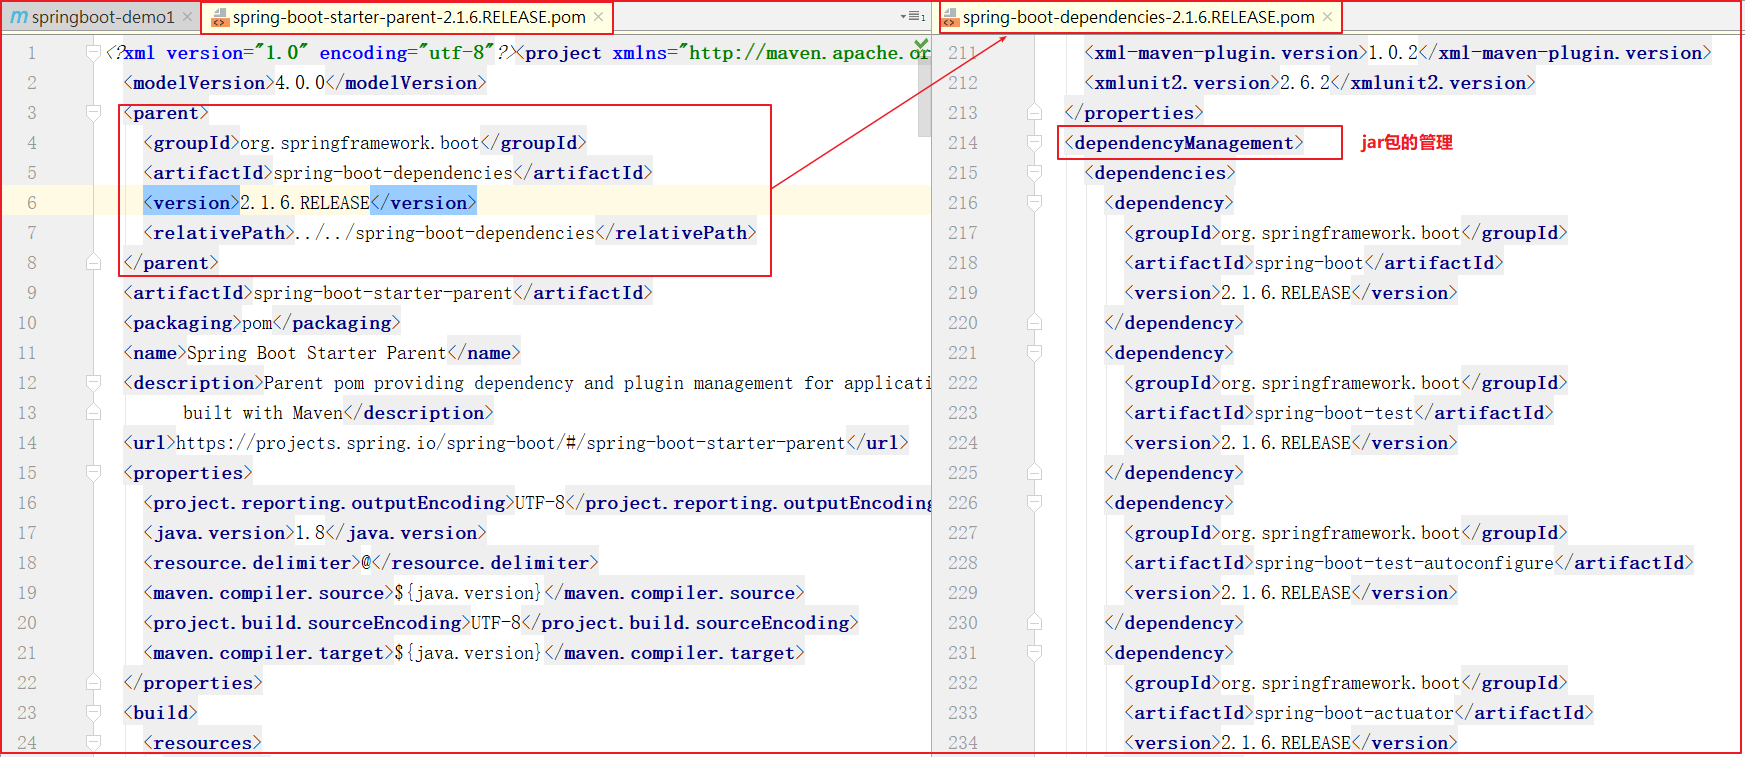 springboot-demo1
spring-boot-starter-parent-2.1.6.RELEASE.pom
1 <?xml version="1.0" encoding="utf-8"?><project xmlns="http://maven.apache.or
2 <modelVersion>4.0.0</modelVersion>
3 <parent>
4 <groupId>org.springframework.boot</groupId>
5 <artifactId>spring-boot-dependencies</artifactId>
6 <version>2.1.6.RELEASE</version>
7 <relativePath>../../spring-boot-dependencies</relativePath>
8 </parent>
9 <artifactId>spring-boot-starter-parent</artifactId>
10 <packaging>pom</packaging>
11 <name>Spring Boot Starter Parent</name>
12 <description>Parent pom providing dependency and plugin management for applicati
13 built with Maven</description>
14 <url>https://projects.spring.io/spring-boot/#/spring-boot-starter-parent</url>
15 <properties>
16 <project.reporting.outputEncoding>UTF-8</project.reporting.outputEncoding
17 <java.version>1.8</java.version>
18 <resource.delimiter>@</resource.delimiter>
19 <maven.compiler.source>${java.version}</maven.compiler.source>
20 <project.build.sourceEncoding>UTF-8</project.build.sourceEncoding>
21 <maven.compiler.target>${java.version}</maven.compiler.target>
22 </properties>
23 <build>
24 <resources>
spring-boot-dependencies-2.1.6.RELEASE.pom
211 <xml-maven-plugin.version>1.0.2</xml-maven-plugin.version>
212 <xmlunit2.version>2.6.2</xmlunit2.version>
213 </properties>
214 <dependencyManagement> jar包的管理
215 <dependencies>
216 <dependency>
217 <groupId>org.springframework.boot</groupId>
218 <artifactId>spring-boot</artifactId>
219 <version>2.1.6.RELEASE</version>
220 </dependency>
221 <dependency>
222 <groupId>org.springframework.boot</groupId>
223 <artifactId>spring-boot-test</artifactId>
224 <version>2.1.6.RELEASE</version>
225 </dependency>
226 <dependency>
227 <groupId>org.springframework.boot</groupId>
228 <artifactId>spring-boot-test-autoconfigure</artifactId>
229 <version>2.1.6.RELEASE</version>
230 </dependency>
231 <dependency>
232 <groupId>org.springframework.boot</groupId>
233 <artifactId>spring-boot-actuator</artifactId>
234 <version>2.1.6.RELEASE</version>